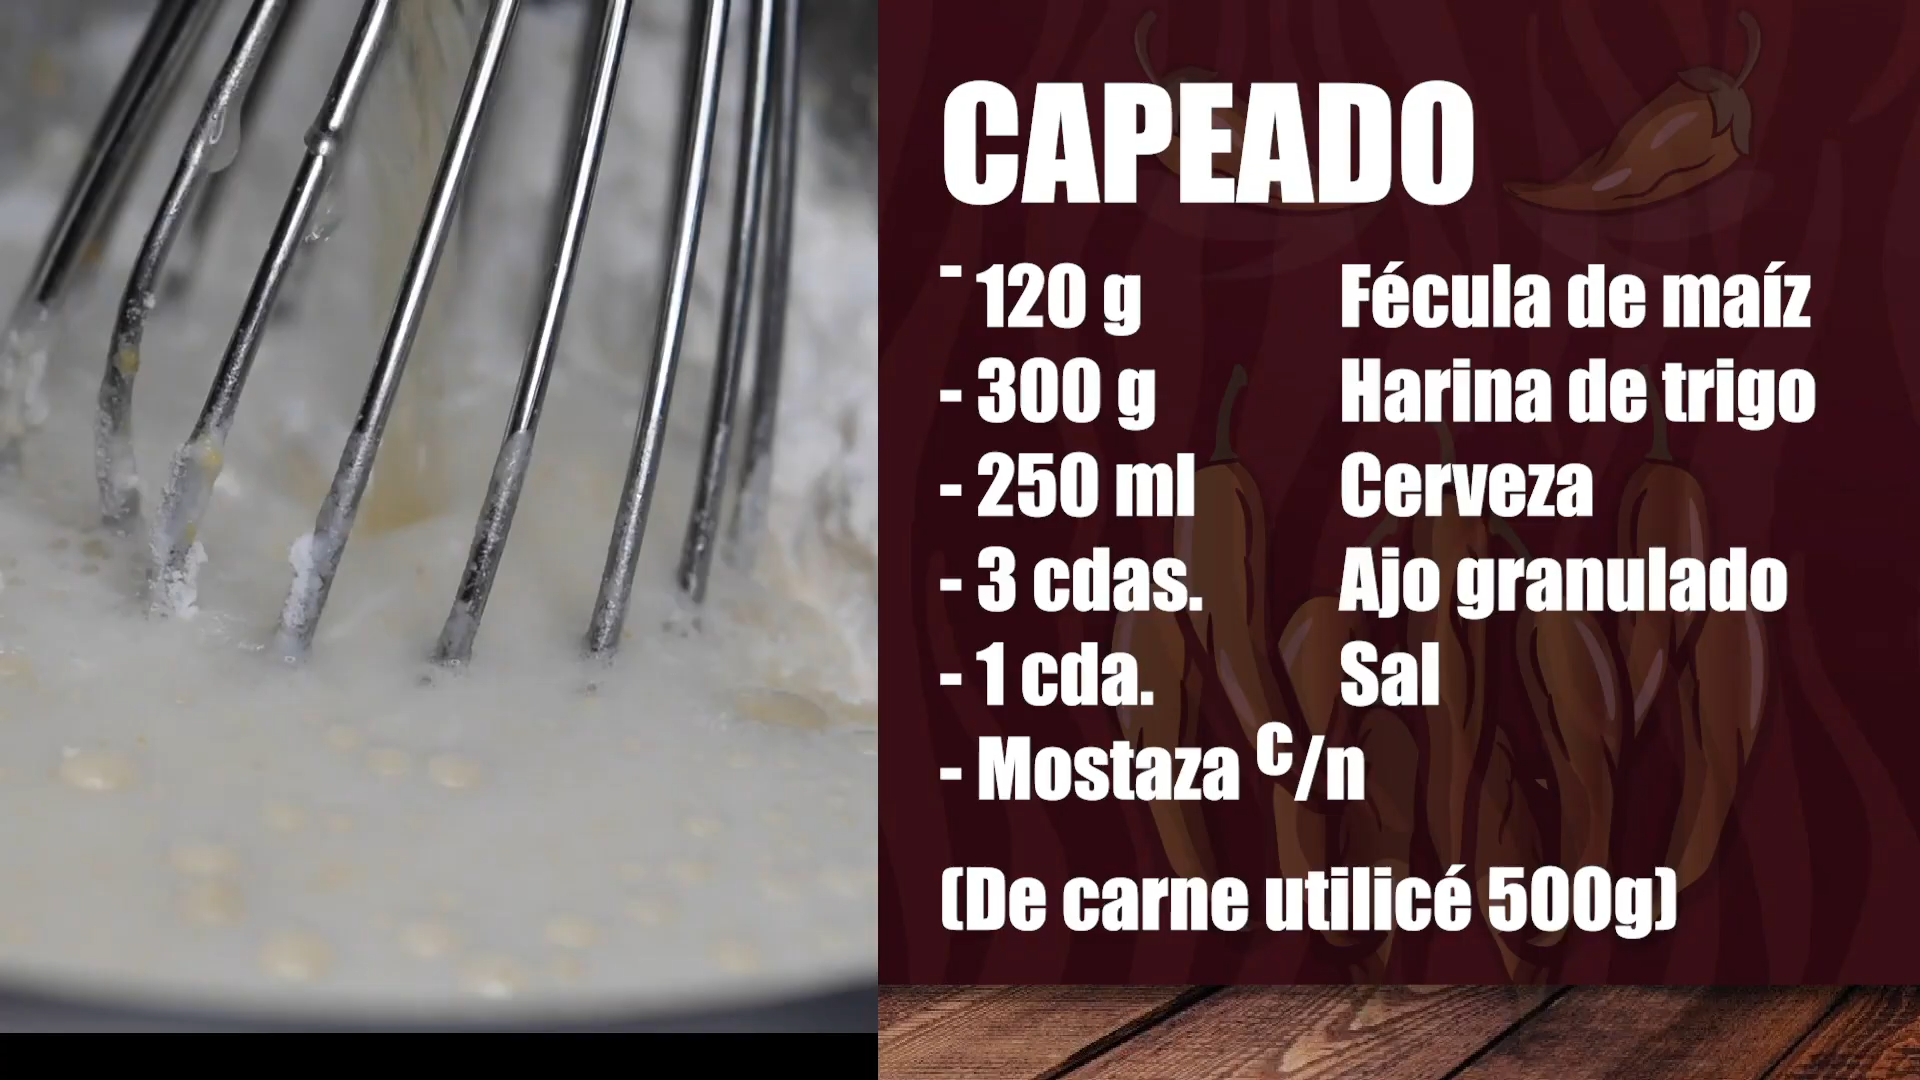 CAPEADO
- 120 g Fécula de maíz
- 300 g Harina de trigo
- 250 ml Cerveza
- 3 cdas. Ajo granulado
- 1 cda. Sal
- Mostaza c/n
(De carne utilicé 500g)